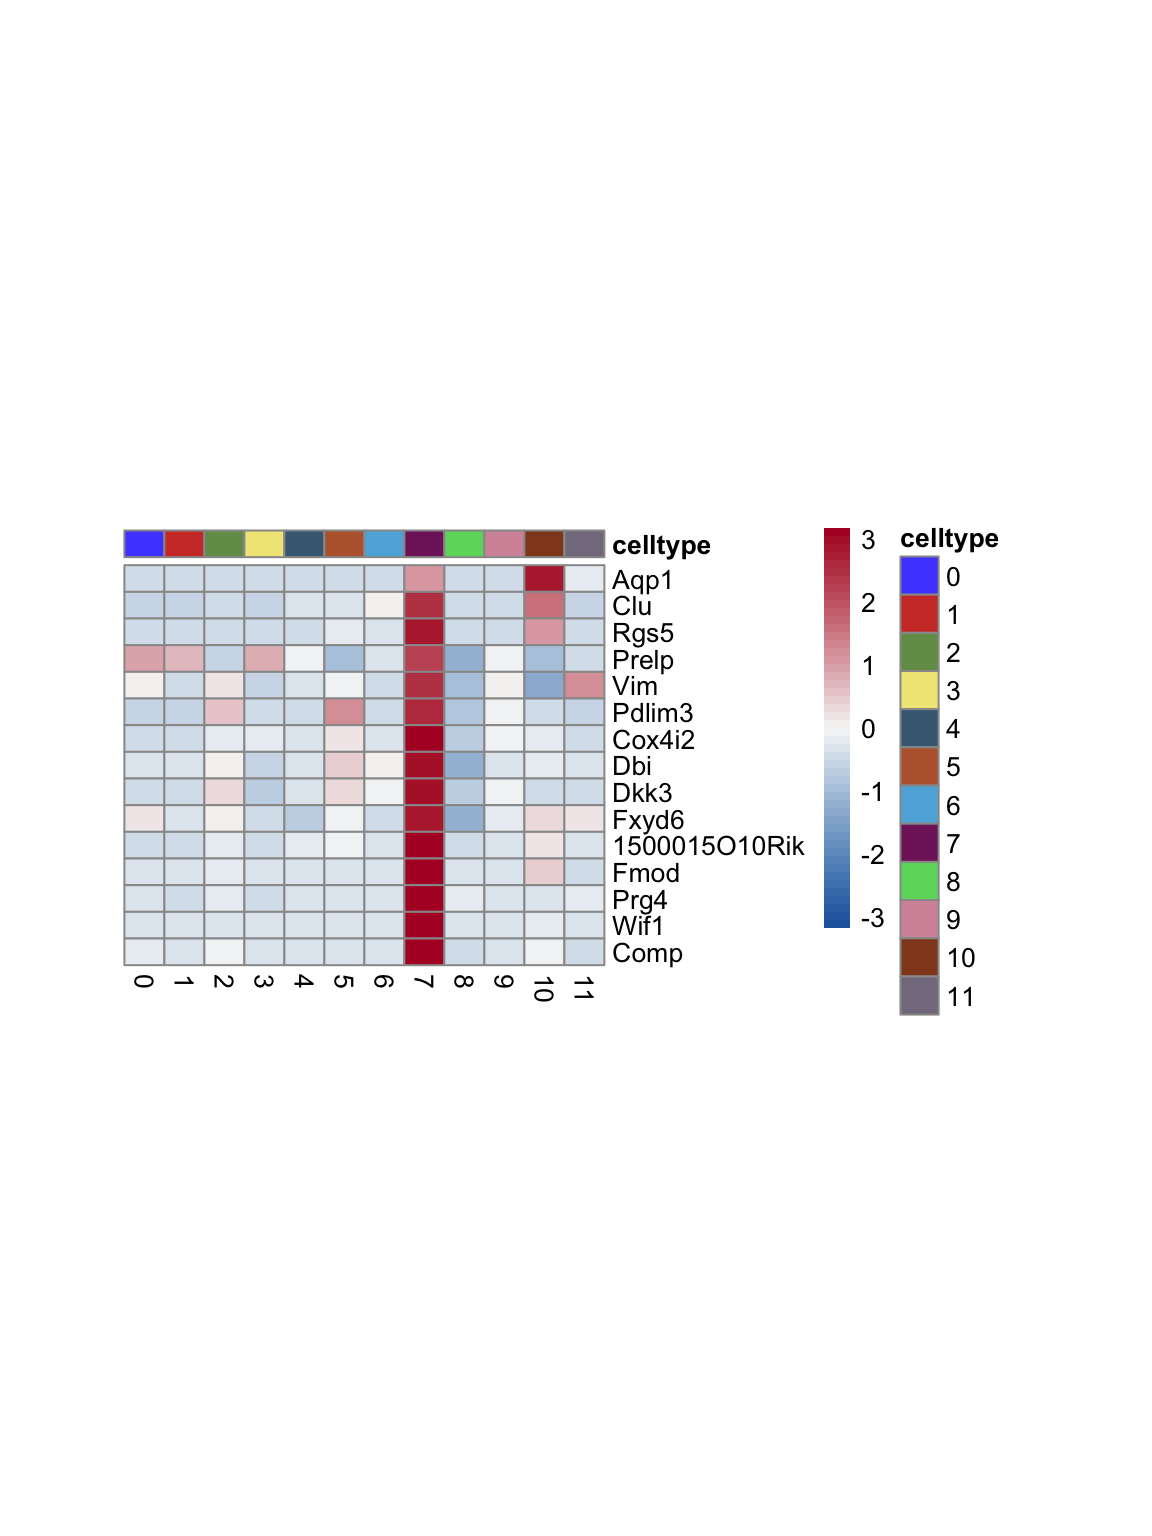 celltype
Aqp1
Clu
Rgs5
Prelp
Vim
Pdlim3
Cox4i2
Dbi
Dkk3
Fxyd6
1500015O10Rik
Fmod
Prg4
Wif1
Comp
0 1 2 3 4 5 6 7 8 9 10 11
3
2
1
0
-1
-2
-3
celltype
0
1
2
3
4
5
6
7
8
9
10
11